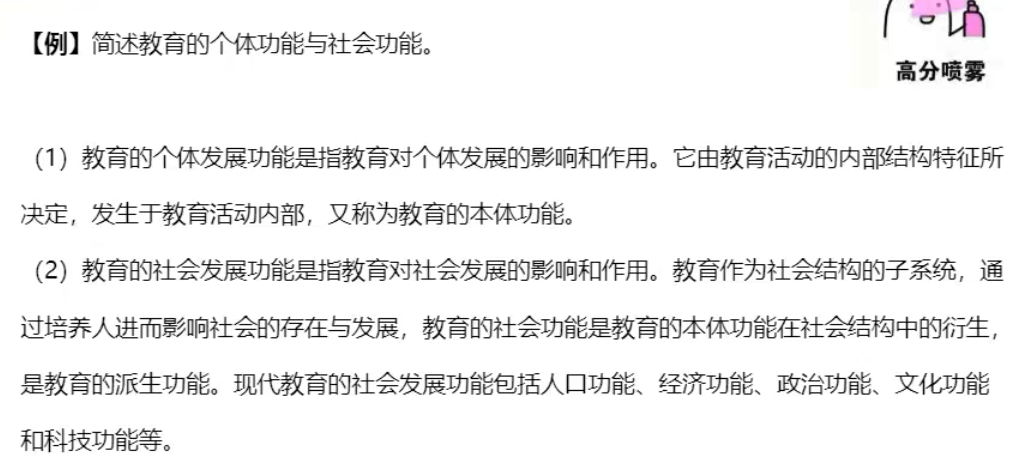 【例】简述教育的个体功能与社会功能。
高分喷雾
（1）教育的个体发展功能是指教育对个体发展的影响和作用。它由教育活动的内部结构特征所
决定，发生于教育活动内部，又称为教育的本体功能。
（2）教育的社会发展功能是指教育对社会发展的影响和作用。教育作为社会结构的子系统，通
过培养人进而影响社会的存在与发展，教育的社会功能是教育的本体功能在社会结构中的衍生，
是教育的派生功能。现代教育的社会发展功能包括人口功能、经济功能、政治功能、文化功能
和科技功能等。